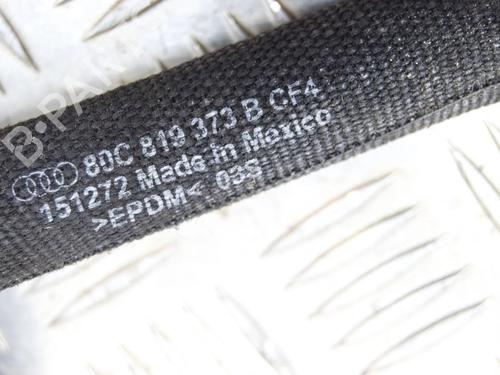 80C 819 373 B CF4
151272 Made in Mexico
>EPDM< 03S
B-PARTS